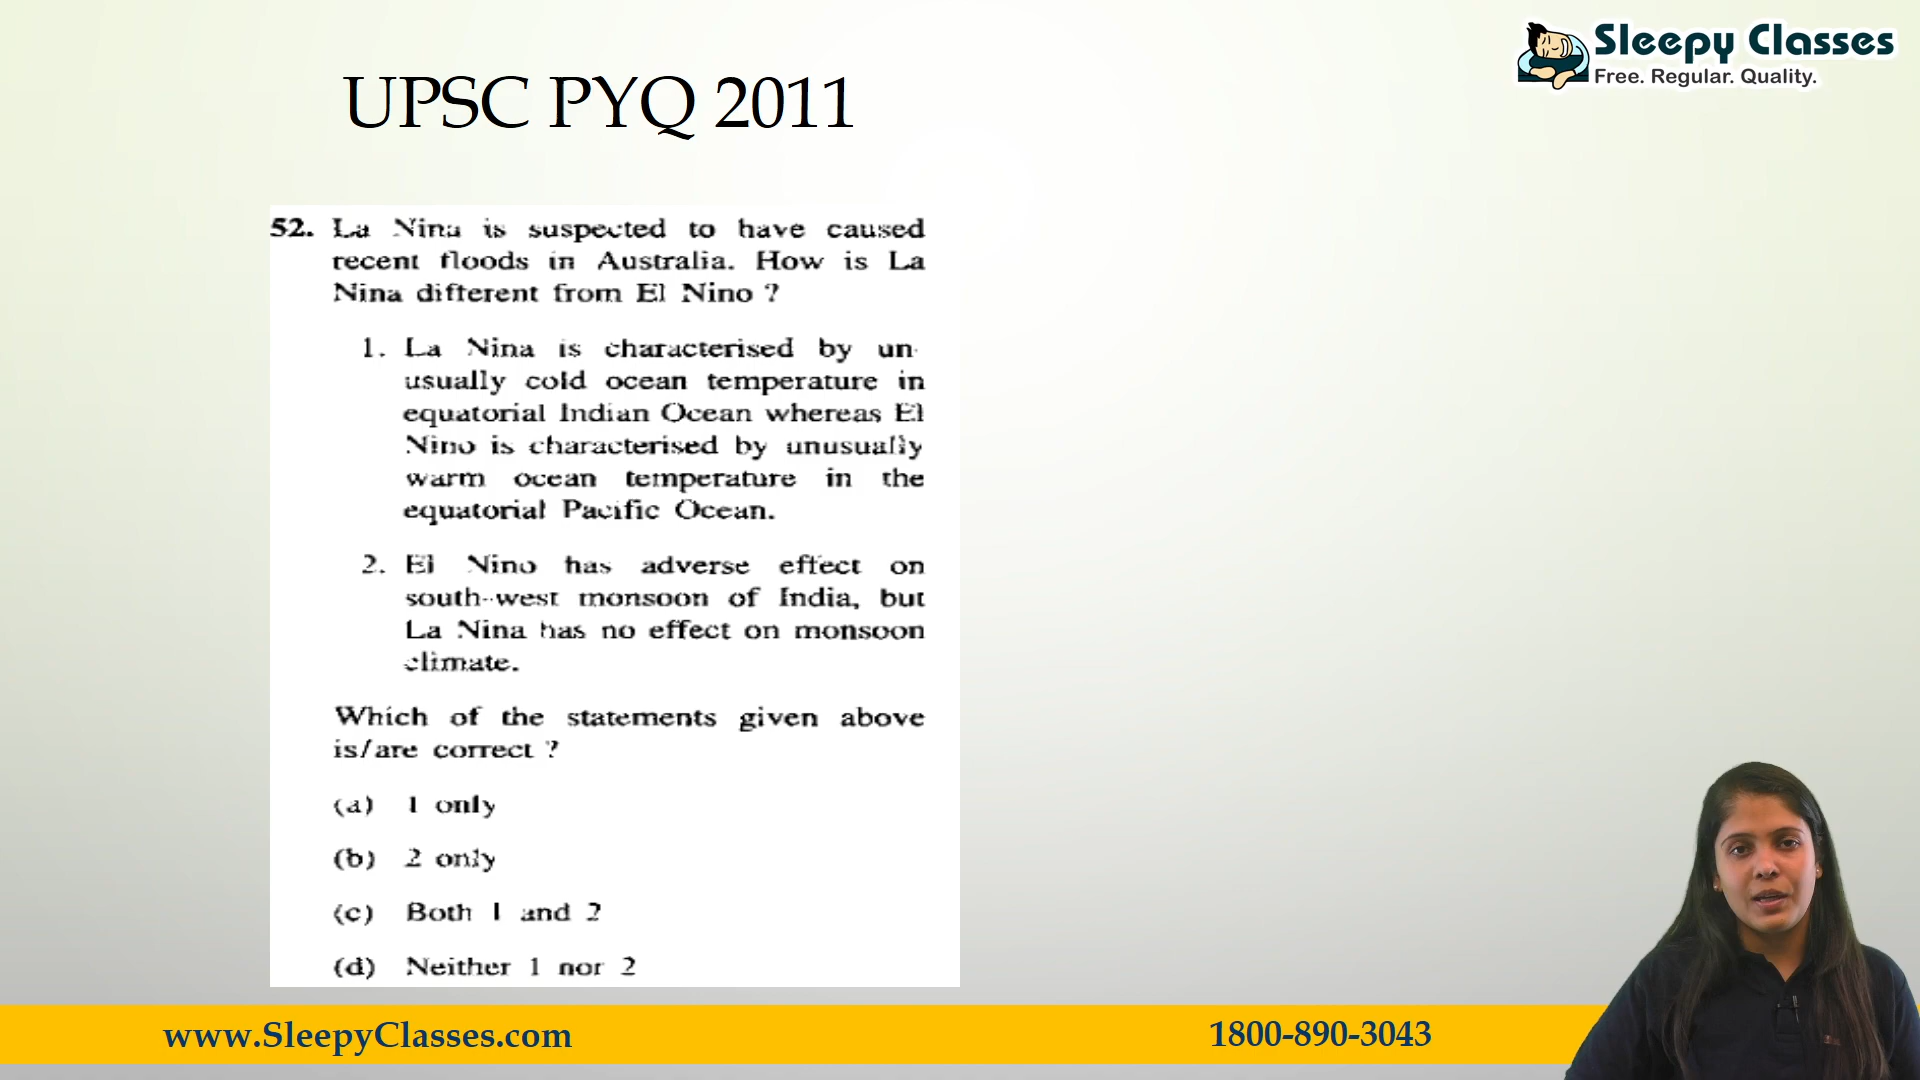 Sleepy Classes
Free. Regular. Quality.
UPSC PYQ 2011
52. La Nina is suspected to have caused
recent floods in Australia. How is La
Nina different from El Nino ?
1. La Nina is characterised by un-
usually cold ocean temperature in
equatorial Indian Ocean whereas El
Nino is characterised by unusually
warm ocean temperature in the
equatorial Pacific Ocean.
2. El Nino has adverse effect on
south-west monsoon of India, but
La Nina has no effect on monsoon
climate.
Which of the statements given above
is/are correct ?
(a) 1 only
(b) 2 only
(c) Both 1 and 2
(d) Neither 1 nor 2
www.SleepyClasses.com
1800-890-3043